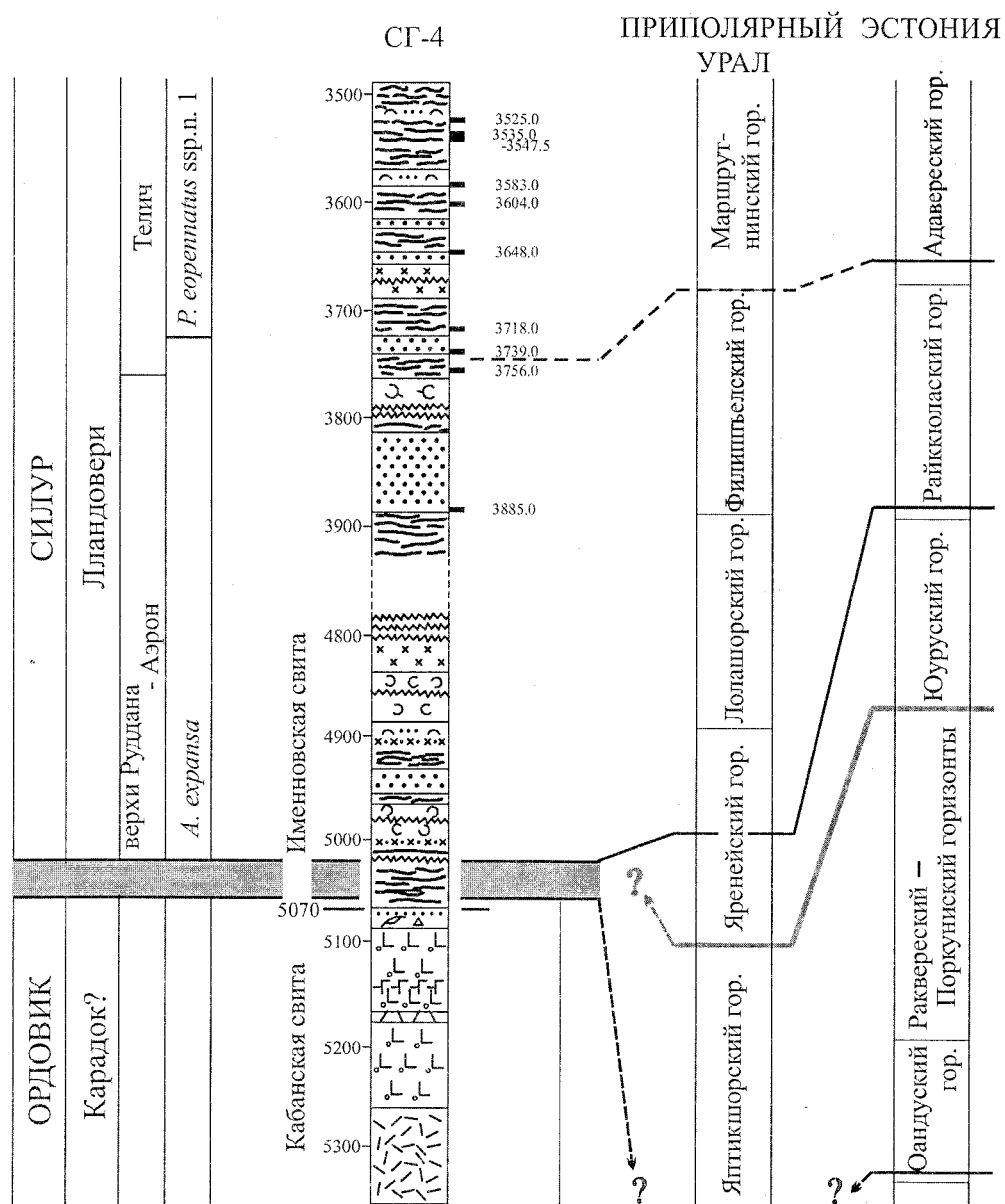 СГ-4
ПРИПОЛЯРНЫЙ
УРАЛ
ЭСТОНИЯ
СИЛУР
ОРДОВИК
Лландовери
Карадок?
Телич
верхи Руддана
- Аэрон
P. eopennatus ssp.n. 1
A. expansa
Именновская свита
Кабанская свита
3500
3600
3700
3800
3900
4800
4900
5000
5070
5100
5200
5300
3525.0
3535.0
-3547.5
3583.0
3604.0
3648.0
3718.0
3739.0
3756.0
3885.0
Маршрут-
нинский гор.
Филиппъелский гор.
Лолашорский гор.
Яренейский гор.
Яптикшорский гор.
?
?
Адавереский гор.
Райккюлаский гор.
Юуруский гор.
Раквереский –
Поркуниский горизонты
Оандуский
гор.
?